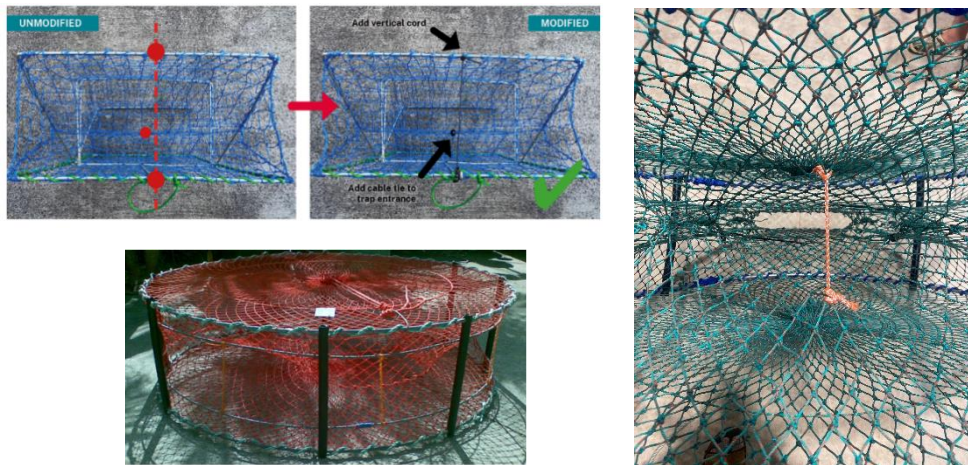 UNMODIFIED
Add vertical cord
MODIFIED
Add cable tie to
trap entrance